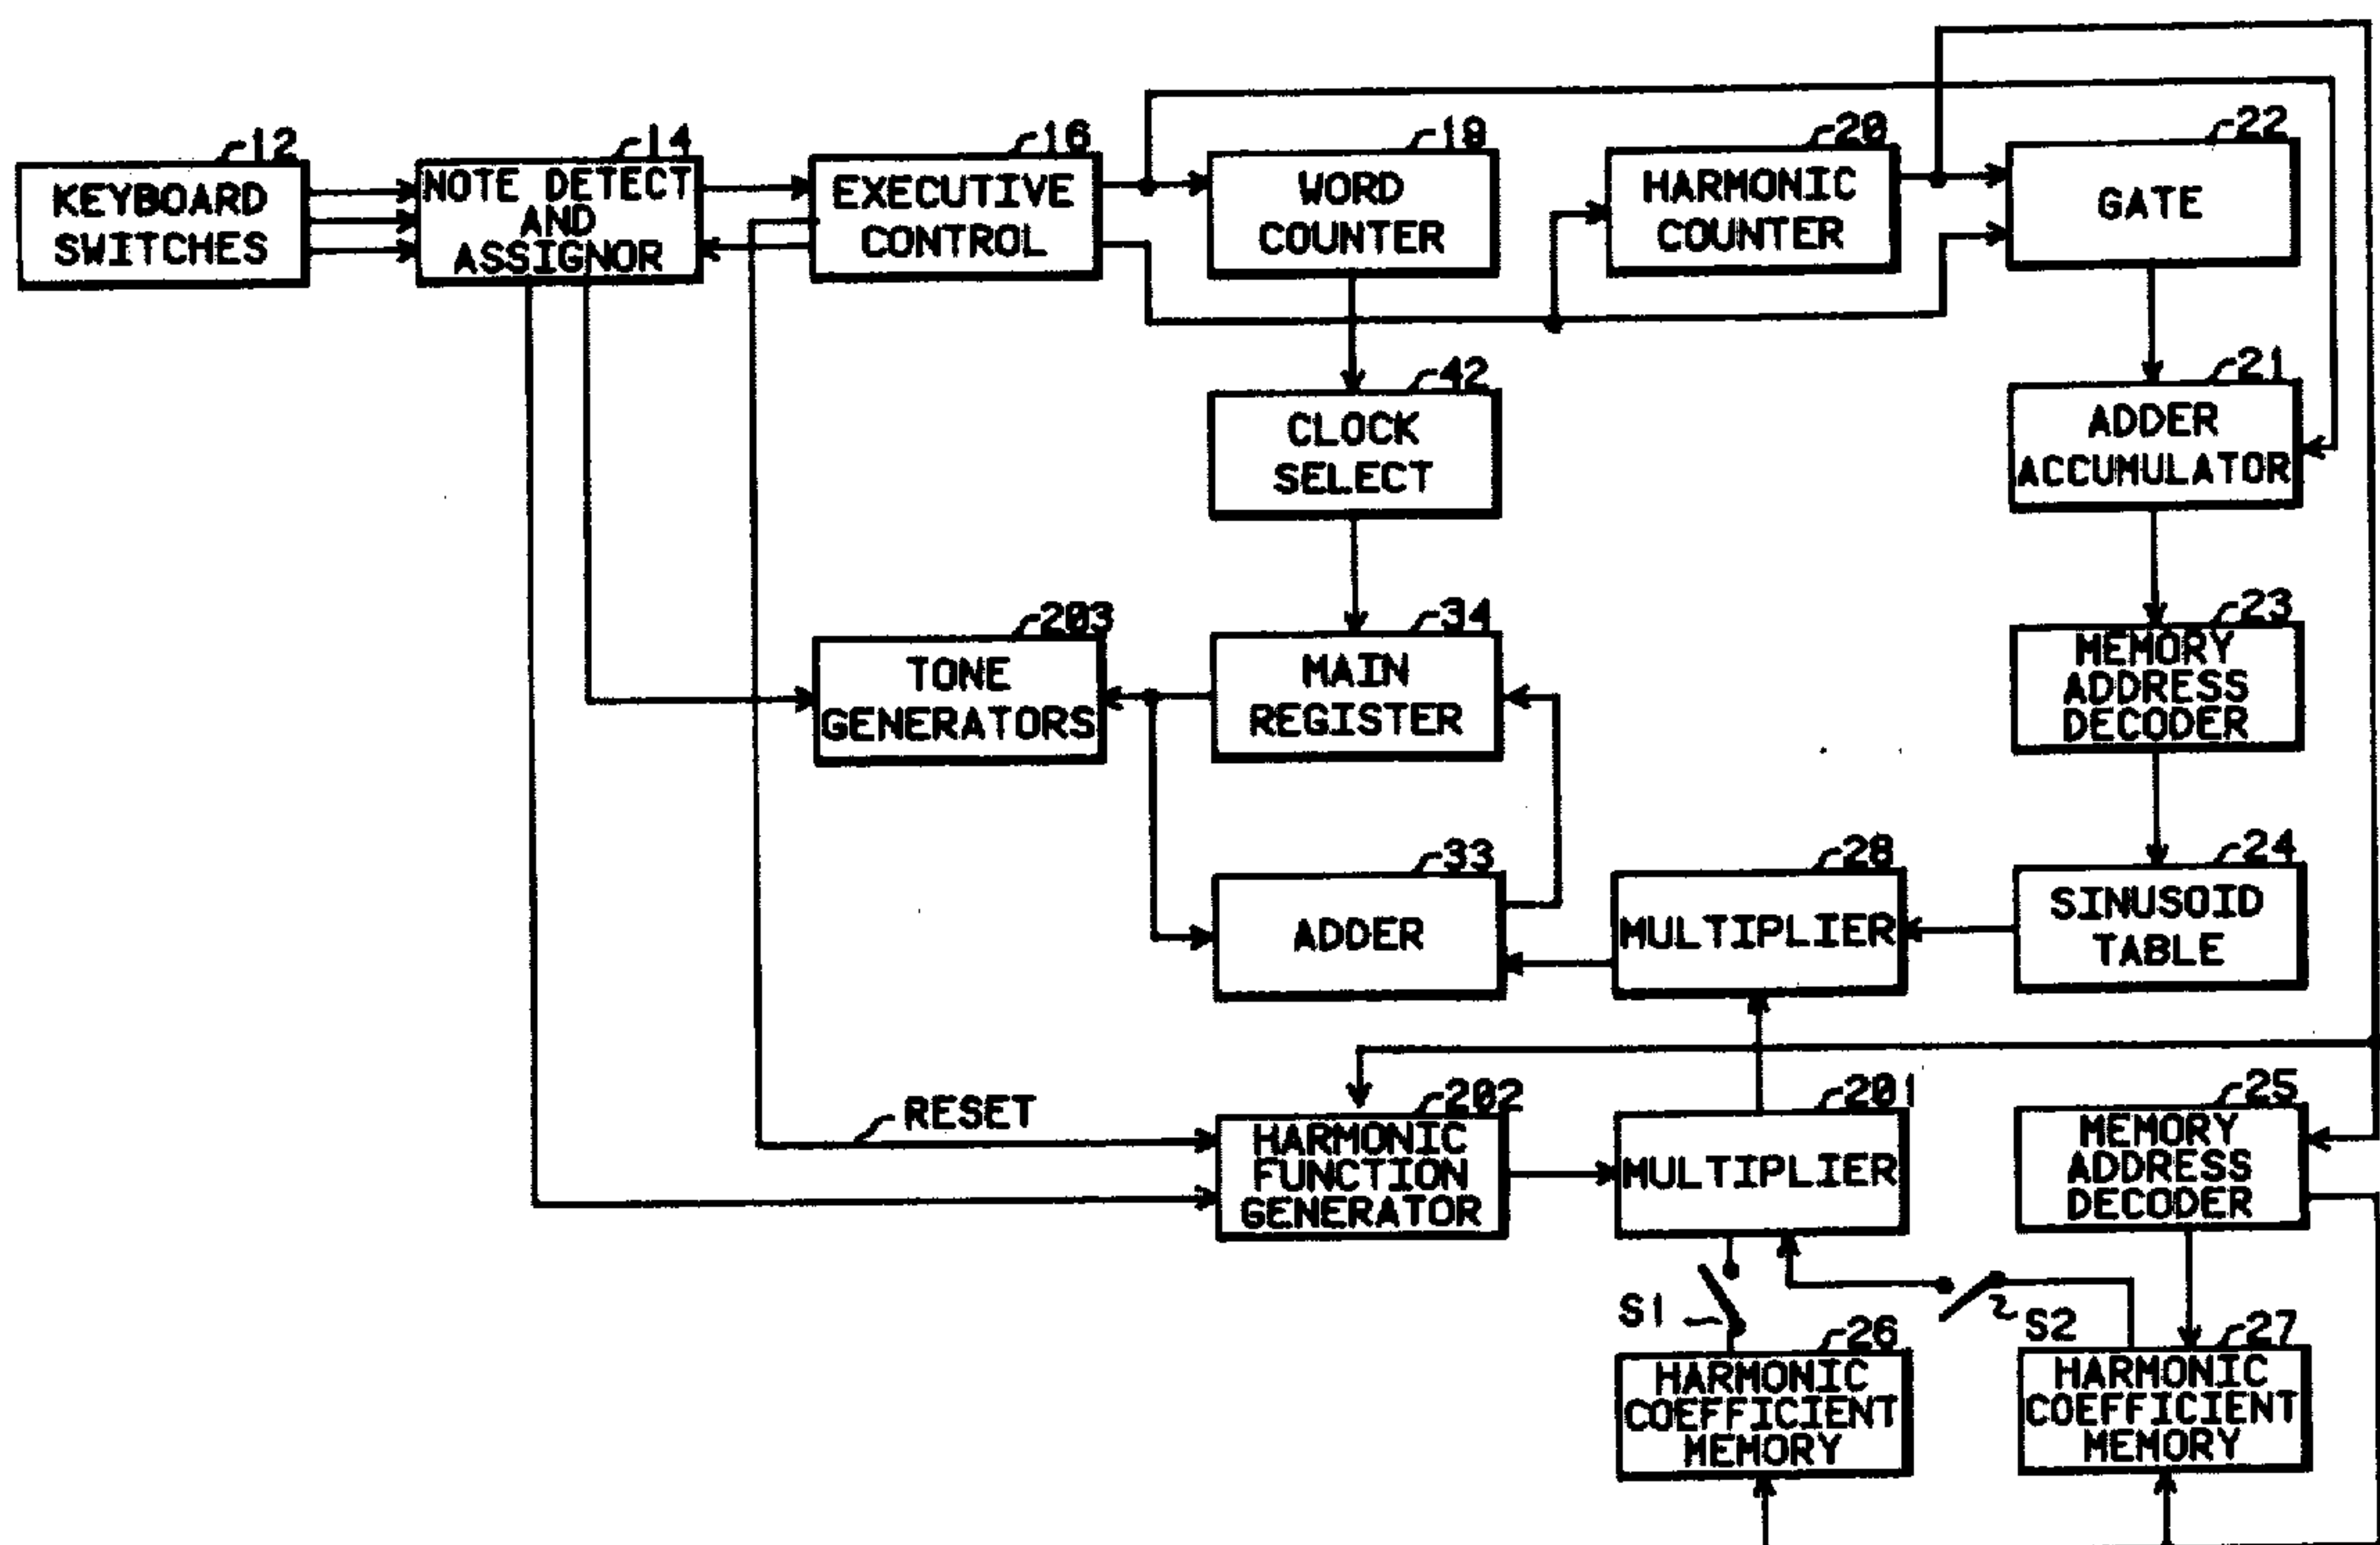 12
KEYBOARD
SWITCHES
14
NOTE DETECT
AND
ASSIGNOR
16
EXECUTIVE
CONTROL
19
WORD
COUNTER
20
HARMONIC
COUNTER
22
GATE
42
CLOCK
SELECT
21
ADDER
ACCUMULATOR
203
TONE
GENERATORS
34
MAIN
REGISTER
23
MEMORY
ADDRESS
DECODER
33
ADDER
28
MULTIPLIER
24
SINUSOID
TABLE
RESET
202
HARMONIC
FUNCTION
GENERATOR
201
MULTIPLIER
25
MEMORY
ADDRESS
DECODER
S1
S2
26
HARMONIC
COEFFICIENT
MEMORY
27
HARMONIC
COEFFICIENT
MEMORY